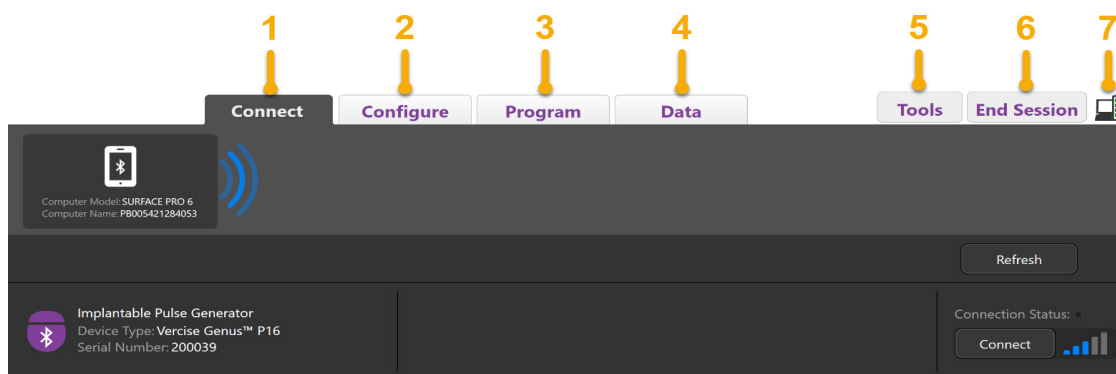 1 2 3 4 5 6 7
Connect Configure Program Data Tools End Session
Computer Model: SURFACE PRO 6
Computer Name: PB005421284053
Refresh
Implantable Pulse Generator
Device Type: Vercise Genus™ P16
Serial Number: 200039
Connection Status:
Connect